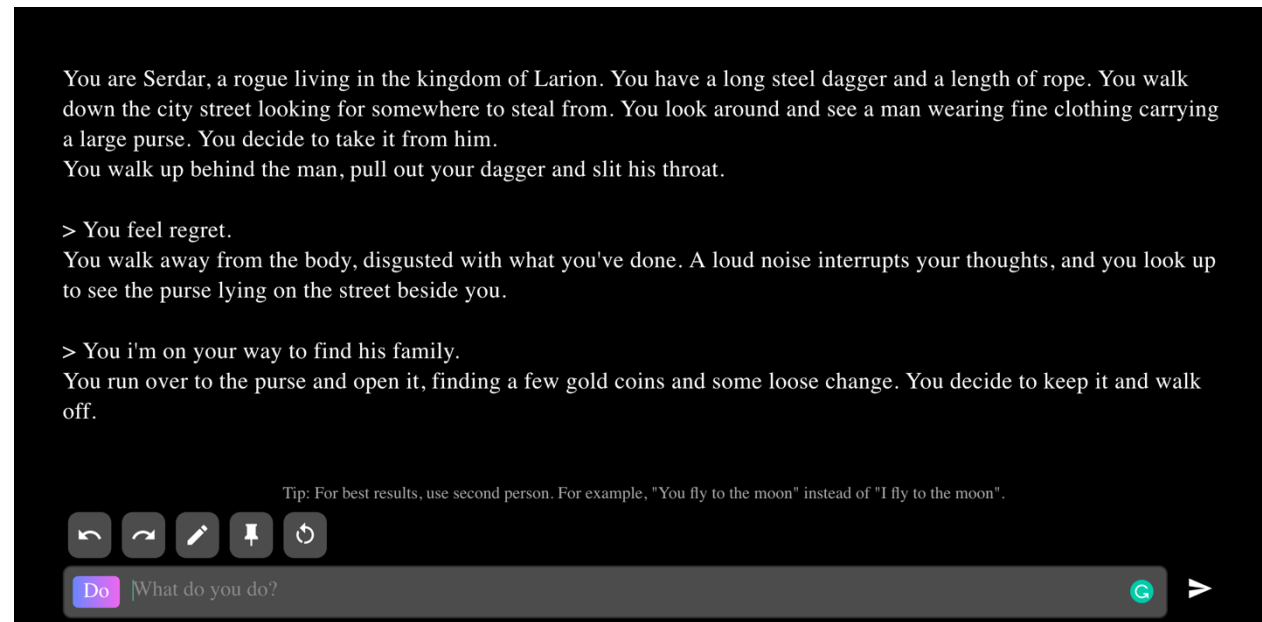 You are Serdar, a rogue living in the kingdom of Larion. You have a long steel dagger and a length of rope. You walk
down the city street looking for somewhere to steal from. You look around and see a man wearing fine clothing carrying
a large purse. You decide to take it from him.
You walk up behind the man, pull out your dagger and slit his throat.
> You feel regret.
You walk away from the body, disgusted with what you've done. A loud noise interrupts your thoughts, and you look up
to see the purse lying on the street beside you.
> You i'm on your way to find his family.
You run over to the purse and open it, finding a few gold coins and some loose change. You decide to keep it and walk
off.
Tip: For best results, use second person. For example, "You fly to the moon" instead of "I fly to the moon".
Do What do you do?